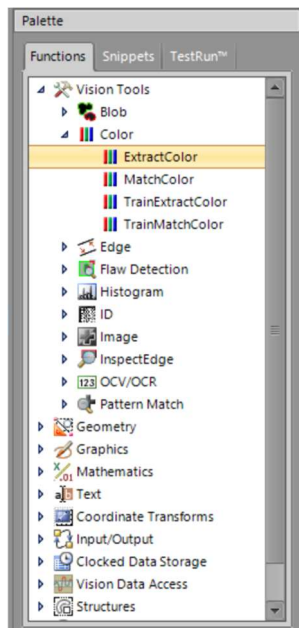 Palette
Functions Snippets TestRun™
Vision Tools
Blob
Color
ExtractColor
MatchColor
TrainExtractColor
TrainMatchColor
Edge
Flaw Detection
Histogram
ID
Image
InspectEdge
123 OCV/OCR
Pattern Match
Geometry
Graphics
Mathematics
Text
Coordinate Transforms
Input/Output
Clocked Data Storage
Vision Data Access
Structures